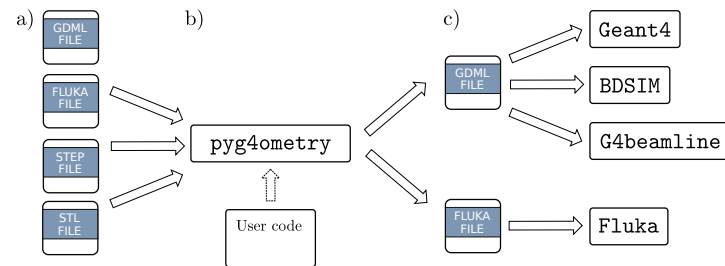 a)
GDML
FILE
FLUKA
FILE
STEP
FILE
STL
FILE
b)
pyg4ometry
User code
c)
GDML
FILE
FLUKA
FILE
Geant4
BDSIM
G4beamline
Fluka